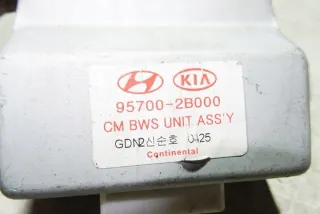 KIA
95700-2B000
CM BWS UNIT ASS'Y
GDN2신순호 0425
Continental